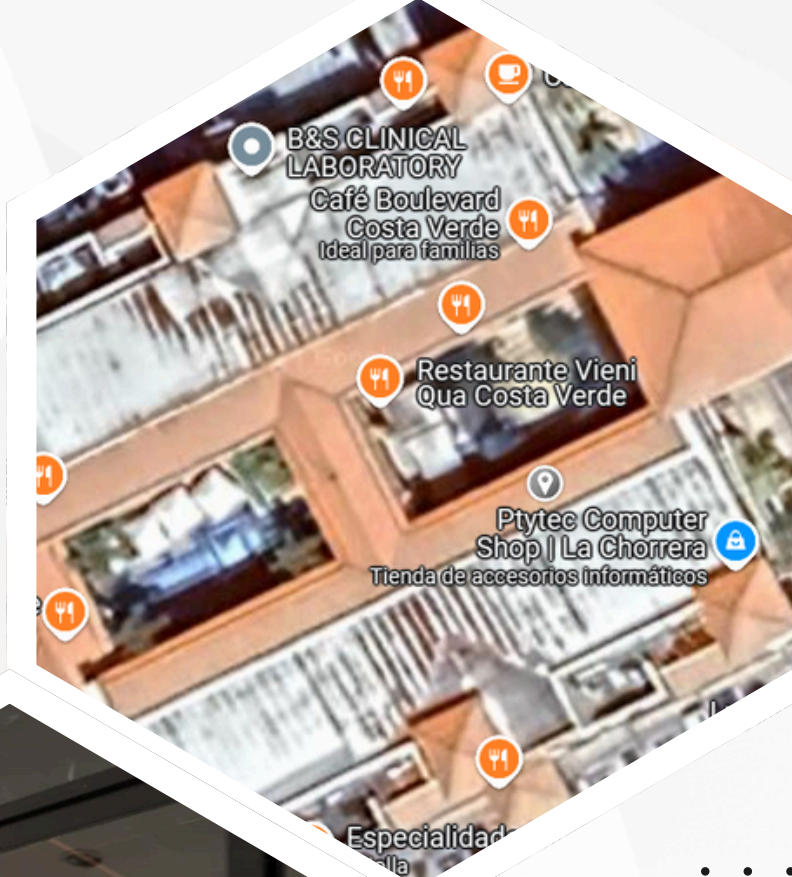 B&S CLINICAL
LABORATORY
Café Boulevard
Costa Verde
Ideal para familias
Restaurante Vieni
Qua Costa Verde
Ptytec Computer
Shop | La Chorrera
Tienda de accesorios informáticos
Especialidad